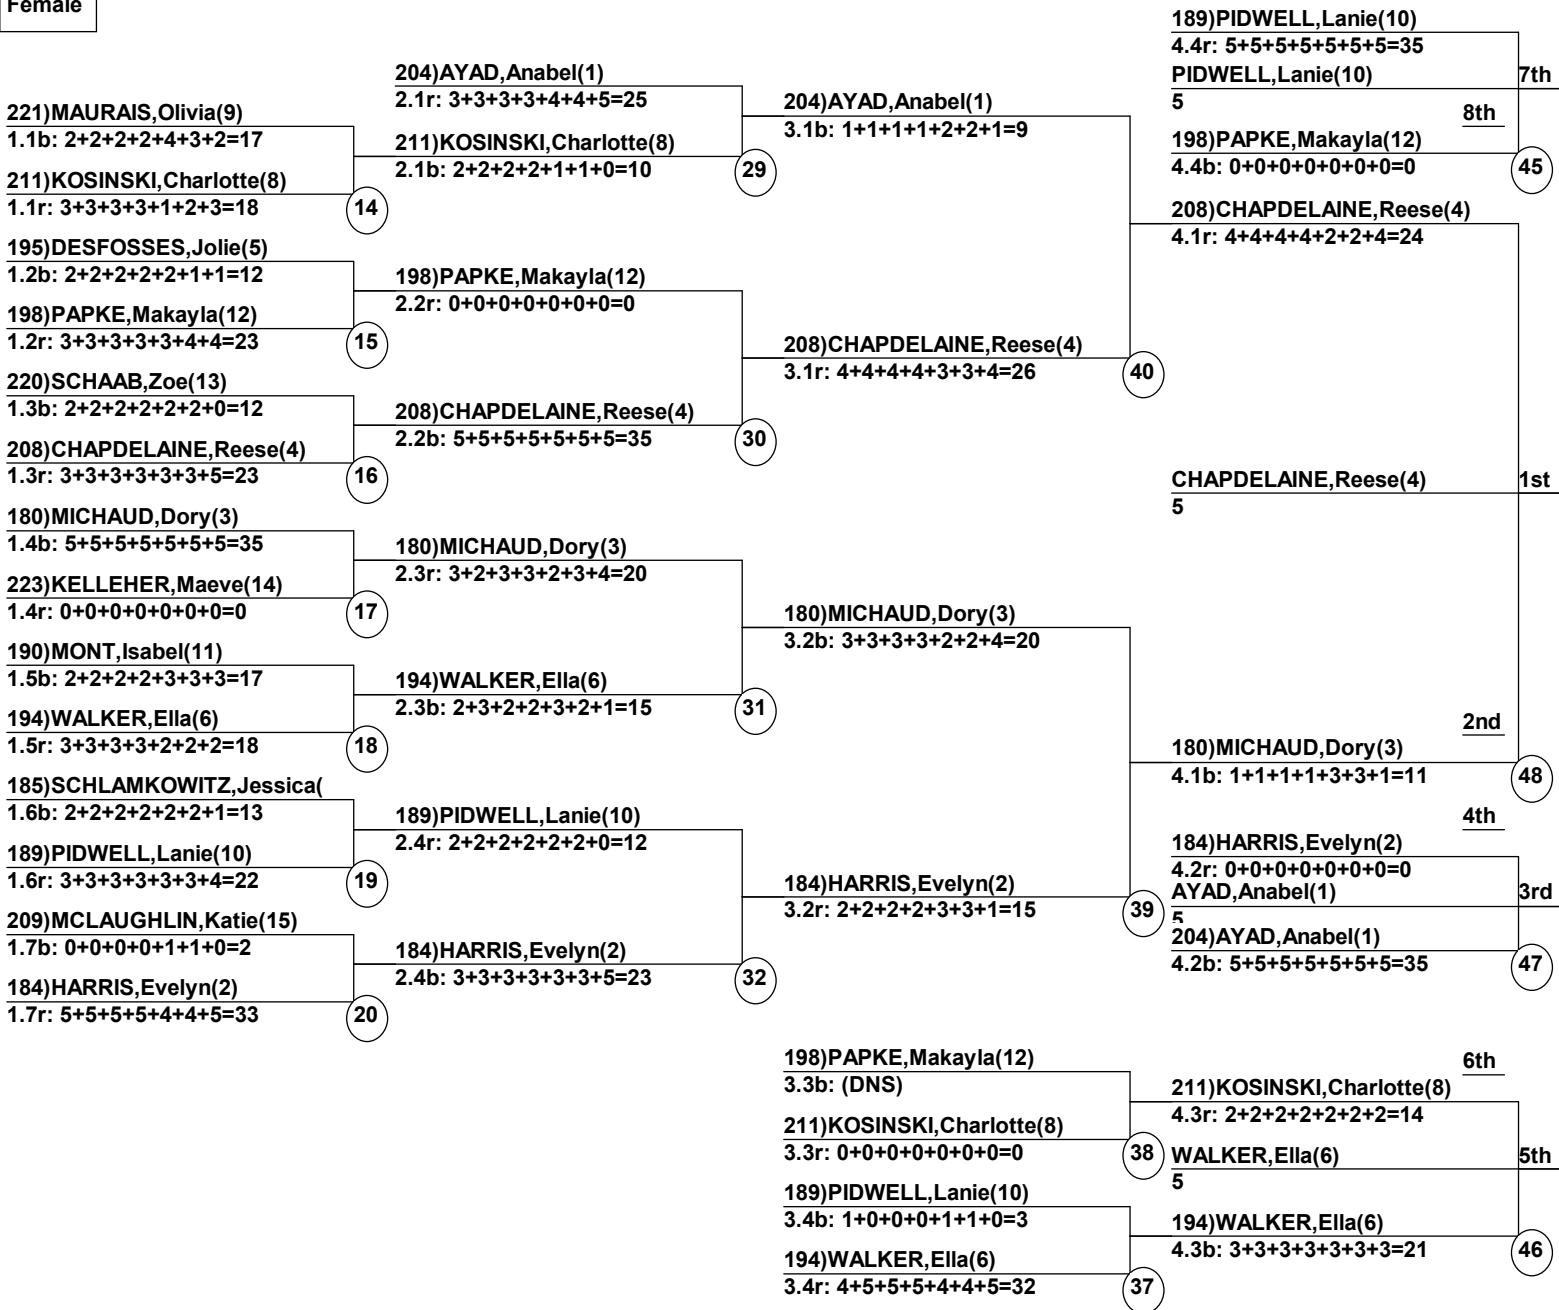 Female
221)MAURAIS,Olivia(9)
1.1b: 2+2+2+2+4+3+2=17
211)KOSINSKI,Charlotte(8)
1.1r: 3+3+3+3+1+2+3=18
14
195)DESFOSSES,Jolie(5)
1.2b: 2+2+2+2+2+1+1=12
198)PAPKE,Makayla(12)
1.2r: 3+3+3+3+3+4+4=23
15
220)SCHAAB,Zoe(13)
1.3b: 2+2+2+2+2+2+0=12
208)CHAPDELAINE,Reese(4)
1.3r: 3+3+3+3+3+3+5=23
16
180)MICHAUD,Dory(3)
1.4b: 5+5+5+5+5+5+5=35
223)KELLEHER,Maeve(14)
1.4r: 0+0+0+0+0+0+0=0
17
190)MONT,Isabel(11)
1.5b: 2+2+2+2+3+3+3=17
194)WALKER,Ella(6)
1.5r: 3+3+3+3+2+2+2=18
18
185)SCHLAMKOWITZ,Jessica(
1.6b: 2+2+2+2+2+2+1=13
189)PIDWELL,Lanie(10)
1.6r: 3+3+3+3+3+3+4=22
19
209)MCLAUGHLIN,Katie(15)
1.7b: 0+0+0+0+1+1+0=2
184)HARRIS,Evelyn(2)
1.7r: 5+5+5+5+4+4+5=33
20
204)AYAD,Anabel(1)
2.1r: 3+3+3+3+4+4+5=25
211)KOSINSKI,Charlotte(8)
2.1b: 2+2+2+2+1+1+0=10
29
198)PAPKE,Makayla(12)
2.2r: 0+0+0+0+0+0+0=0
208)CHAPDELAINE,Reese(4)
2.2b: 5+5+5+5+5+5+5=35
30
180)MICHAUD,Dory(3)
2.3r: 3+2+3+3+2+3+4=20
194)WALKER,Ella(6)
2.3b: 2+3+2+2+3+2+1=15
31
189)PIDWELL,Lanie(10)
2.4r: 2+2+2+2+2+2+0=12
184)HARRIS,Evelyn(2)
2.4b: 3+3+3+3+3+3+5=23
32
204)AYAD,Anabel(1)
3.1b: 1+1+1+1+2+2+1=9
208)CHAPDELAINE,Reese(4)
3.1r: 4+4+4+4+3+3+4=26
40
180)MICHAUD,Dory(3)
3.2b: 3+3+3+3+2+2+4=20
184)HARRIS,Evelyn(2)
3.2r: 2+2+2+2+3+3+1=15
39
198)PAPKE,Makayla(12)
3.3b: (DNS)
211)KOSINSKI,Charlotte(8)
3.3r: 0+0+0+0+0+0+0=0
38
189)PIDWELL,Lanie(10)
3.4b: 1+0+0+0+1+1+0=3
194)WALKER,Ella(6)
3.4r: 4+5+5+5+4+4+5=32
37
189)PIDWELL,Lanie(10)
4.4r: 5+5+5+5+5+5+5=35
PIDWELL,Lanie(10) 7th
5
8th
198)PAPKE,Makayla(12)
4.4b: 0+0+0+0+0+0+0=0
45
208)CHAPDELAINE,Reese(4)
4.1r: 4+4+4+4+2+2+4=24
CHAPDELAINE,Reese(4) 1st
5
2nd
180)MICHAUD,Dory(3)
4.1b: 1+1+1+1+3+3+1=11
48
4th
184)HARRIS,Evelyn(2)
4.2r: 0+0+0+0+0+0+0=0
AYAD,Anabel(1) 3rd
5
204)AYAD,Anabel(1)
4.2b: 5+5+5+5+5+5+5=35
47
6th
211)KOSINSKI,Charlotte(8)
4.3r: 2+2+2+2+2+2+2=14
WALKER,Ella(6) 5th
5
194)WALKER,Ella(6)
4.3b: 3+3+3+3+3+3+3=21
46